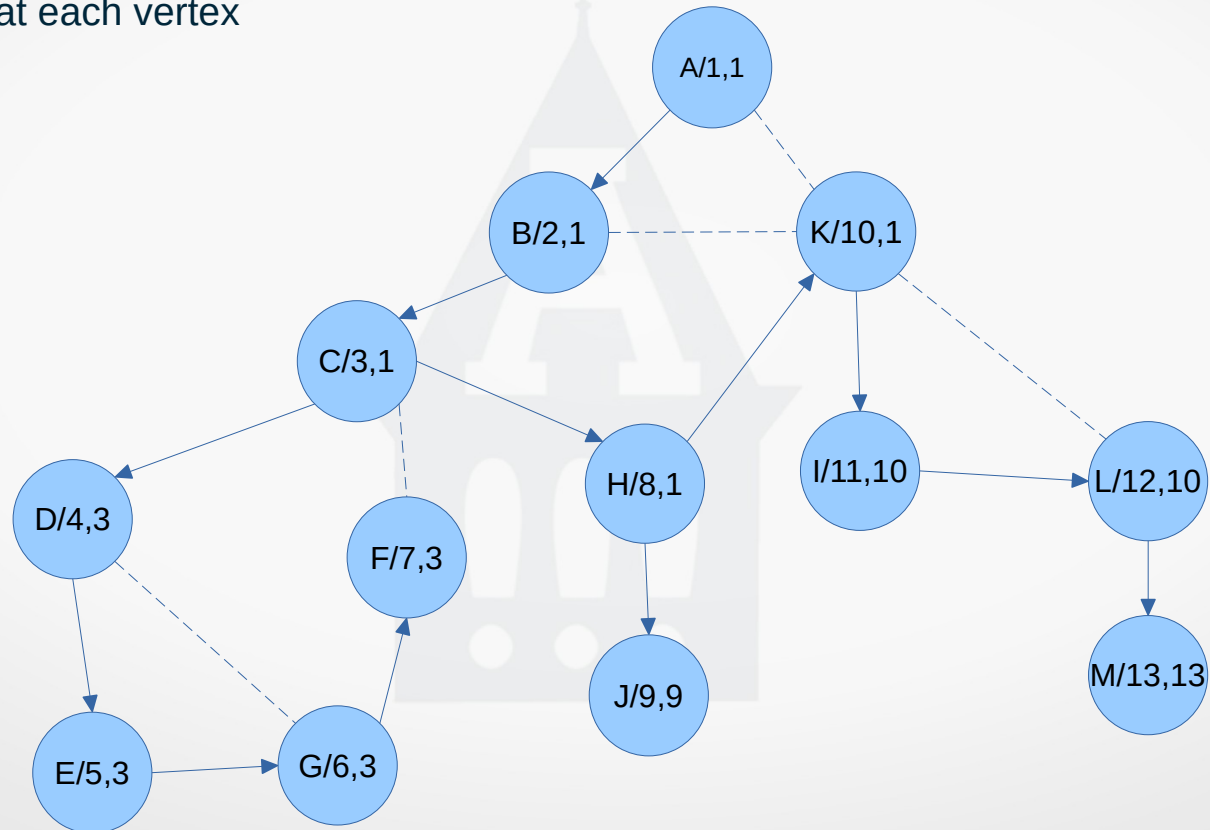 at each vertex
A/1,1
B/2,1
K/10,1
C/3,1
H/8,1
I/11,10
L/12,10
D/4,3
F/7,3
J/9,9
M/13,13
E/5,3
G/6,3